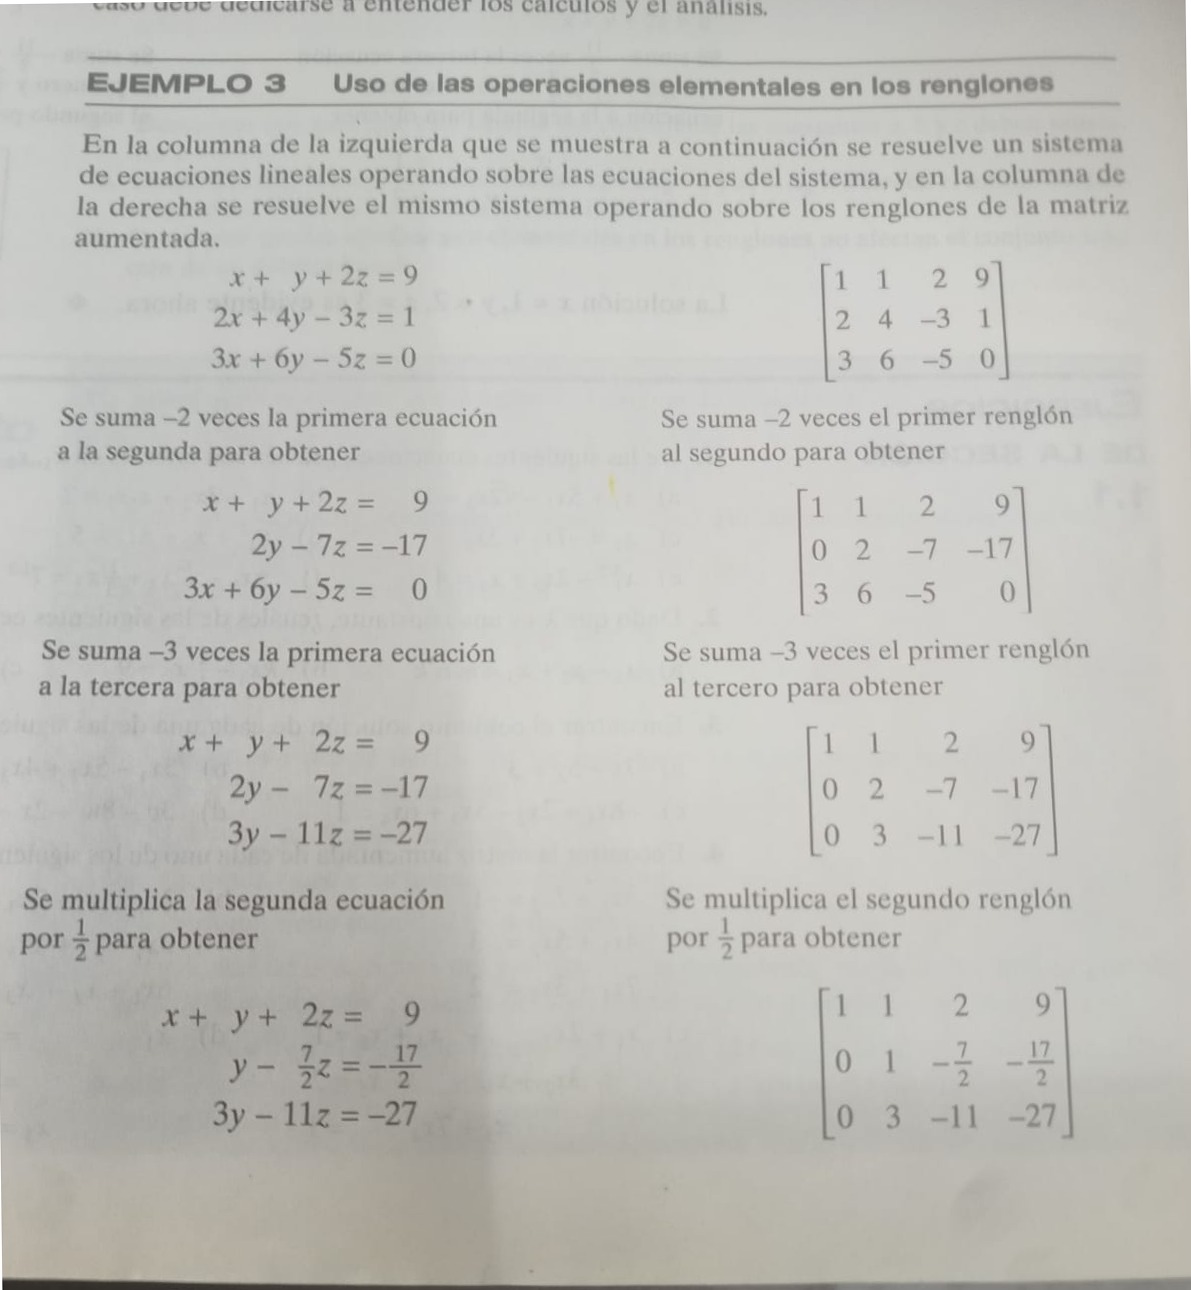 caso debe dedicarse a entender los cálculos y el análisis.
EJEMPLO 3 Uso de las operaciones elementales en los renglones
En la columna de la izquierda que se muestra a continuación se resuelve un sistema
de ecuaciones lineales operando sobre las ecuaciones del sistema, y en la columna de
la derecha se resuelve el mismo sistema operando sobre los renglones de la matriz
aumentada.
x + y + 2z = 9
2x + 4y – 3z = 1
3x + 6y – 5z = 0
1 1 2 9
2 4 –3 1
3 6 –5 0
Se suma –2 veces la primera ecuación
a la segunda para obtener
Se suma –2 veces el primer renglón
al segundo para obtener
x + y + 2z = 9
2y – 7z = –17
3x + 6y – 5z = 0
1 1 2 9
0 2 –7 –17
3 6 –5 0
Se suma –3 veces la primera ecuación
a la tercera para obtener
Se suma –3 veces el primer renglón
al tercero para obtener
x + y + 2z = 9
2y – 7z = –17
3y – 11z = –27
1 1 2 9
0 2 –7 –17
0 3 –11 –27
Se multiplica la segunda ecuación
por 1/2 para obtener
Se multiplica el segundo renglón
por 1/2 para obtener
x + y + 2z = 9
y – 7/2 z = –17/2
3y – 11z = –27
1 1 2 9
0 1 –7/2 –17/2
0 3 –11 –27